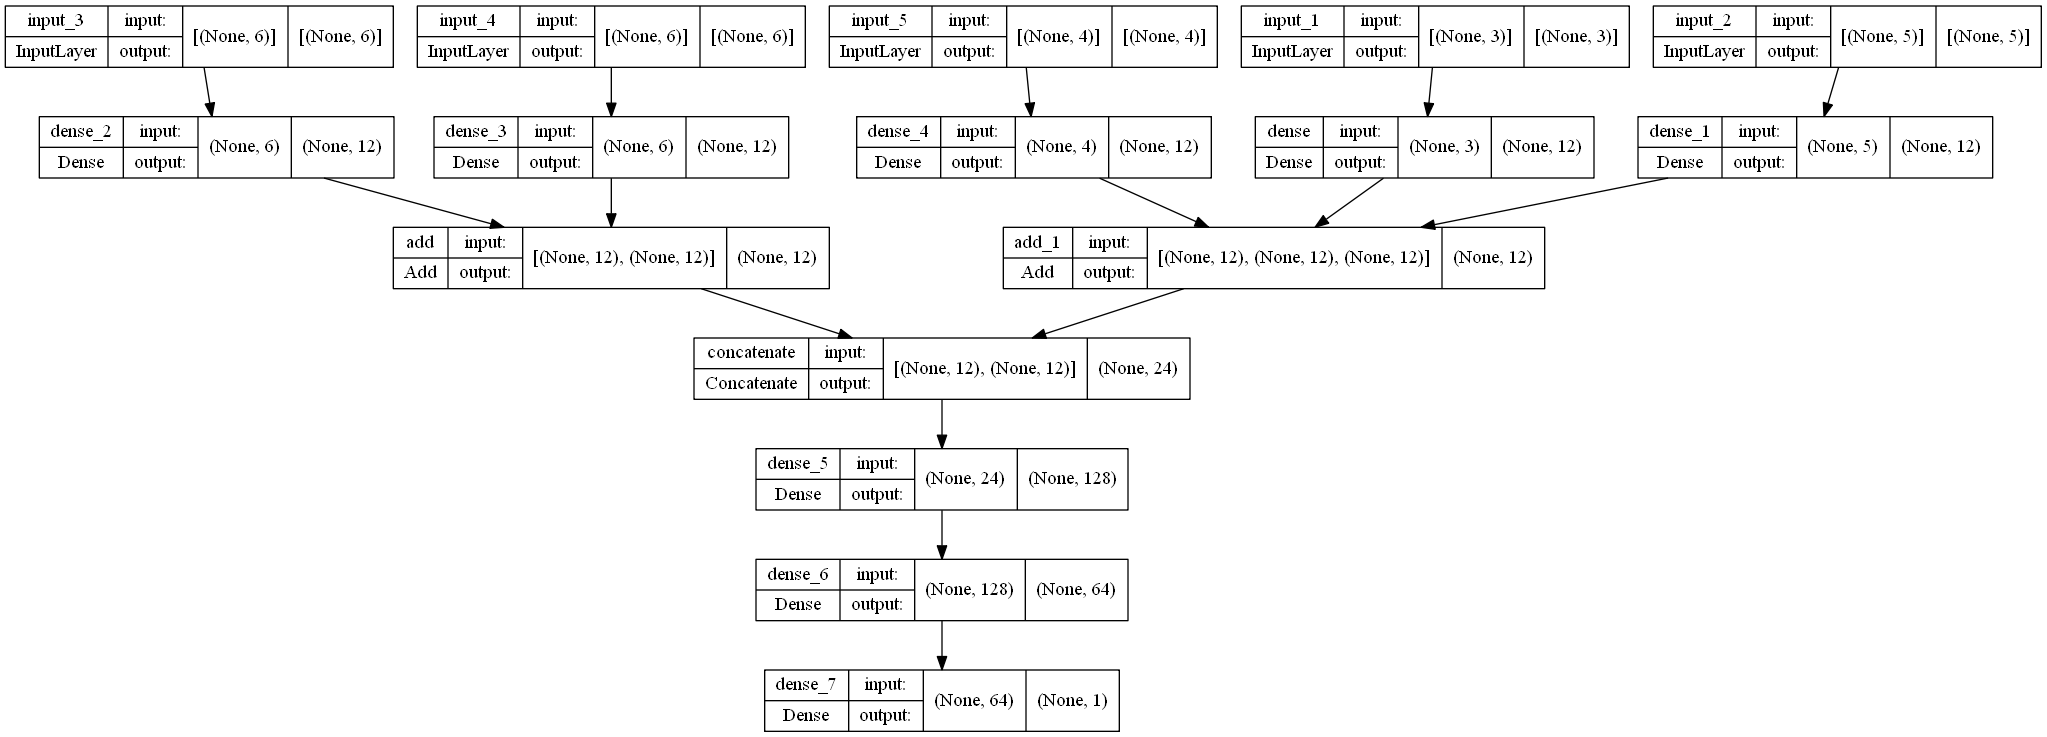 input_3 input: [(None, 6)] [(None, 6)]
InputLayer output:
input_4 input: [(None, 6)] [(None, 6)]
InputLayer output:
input_5 input: [(None, 4)] [(None, 4)]
InputLayer output:
input_1 input: [(None, 3)] [(None, 3)]
InputLayer output:
input_2 input: [(None, 5)] [(None, 5)]
InputLayer output:
dense_2 input: (None, 6) (None, 12)
Dense output:
dense_3 input: (None, 6) (None, 12)
Dense output:
dense_4 input: (None, 4) (None, 12)
Dense output:
dense input: (None, 3) (None, 12)
Dense output:
dense_1 input: (None, 5) (None, 12)
Dense output:
add input: [(None, 12), (None, 12)] (None, 12)
Add output:
add_1 input: [(None, 12), (None, 12), (None, 12)] (None, 12)
Add output:
concatenate input: [(None, 12), (None, 12)] (None, 24)
Concatenate output:
dense_5 input: (None, 24) (None, 128)
Dense output:
dense_6 input: (None, 128) (None, 64)
Dense output:
dense_7 input: (None, 64) (None, 1)
Dense output: